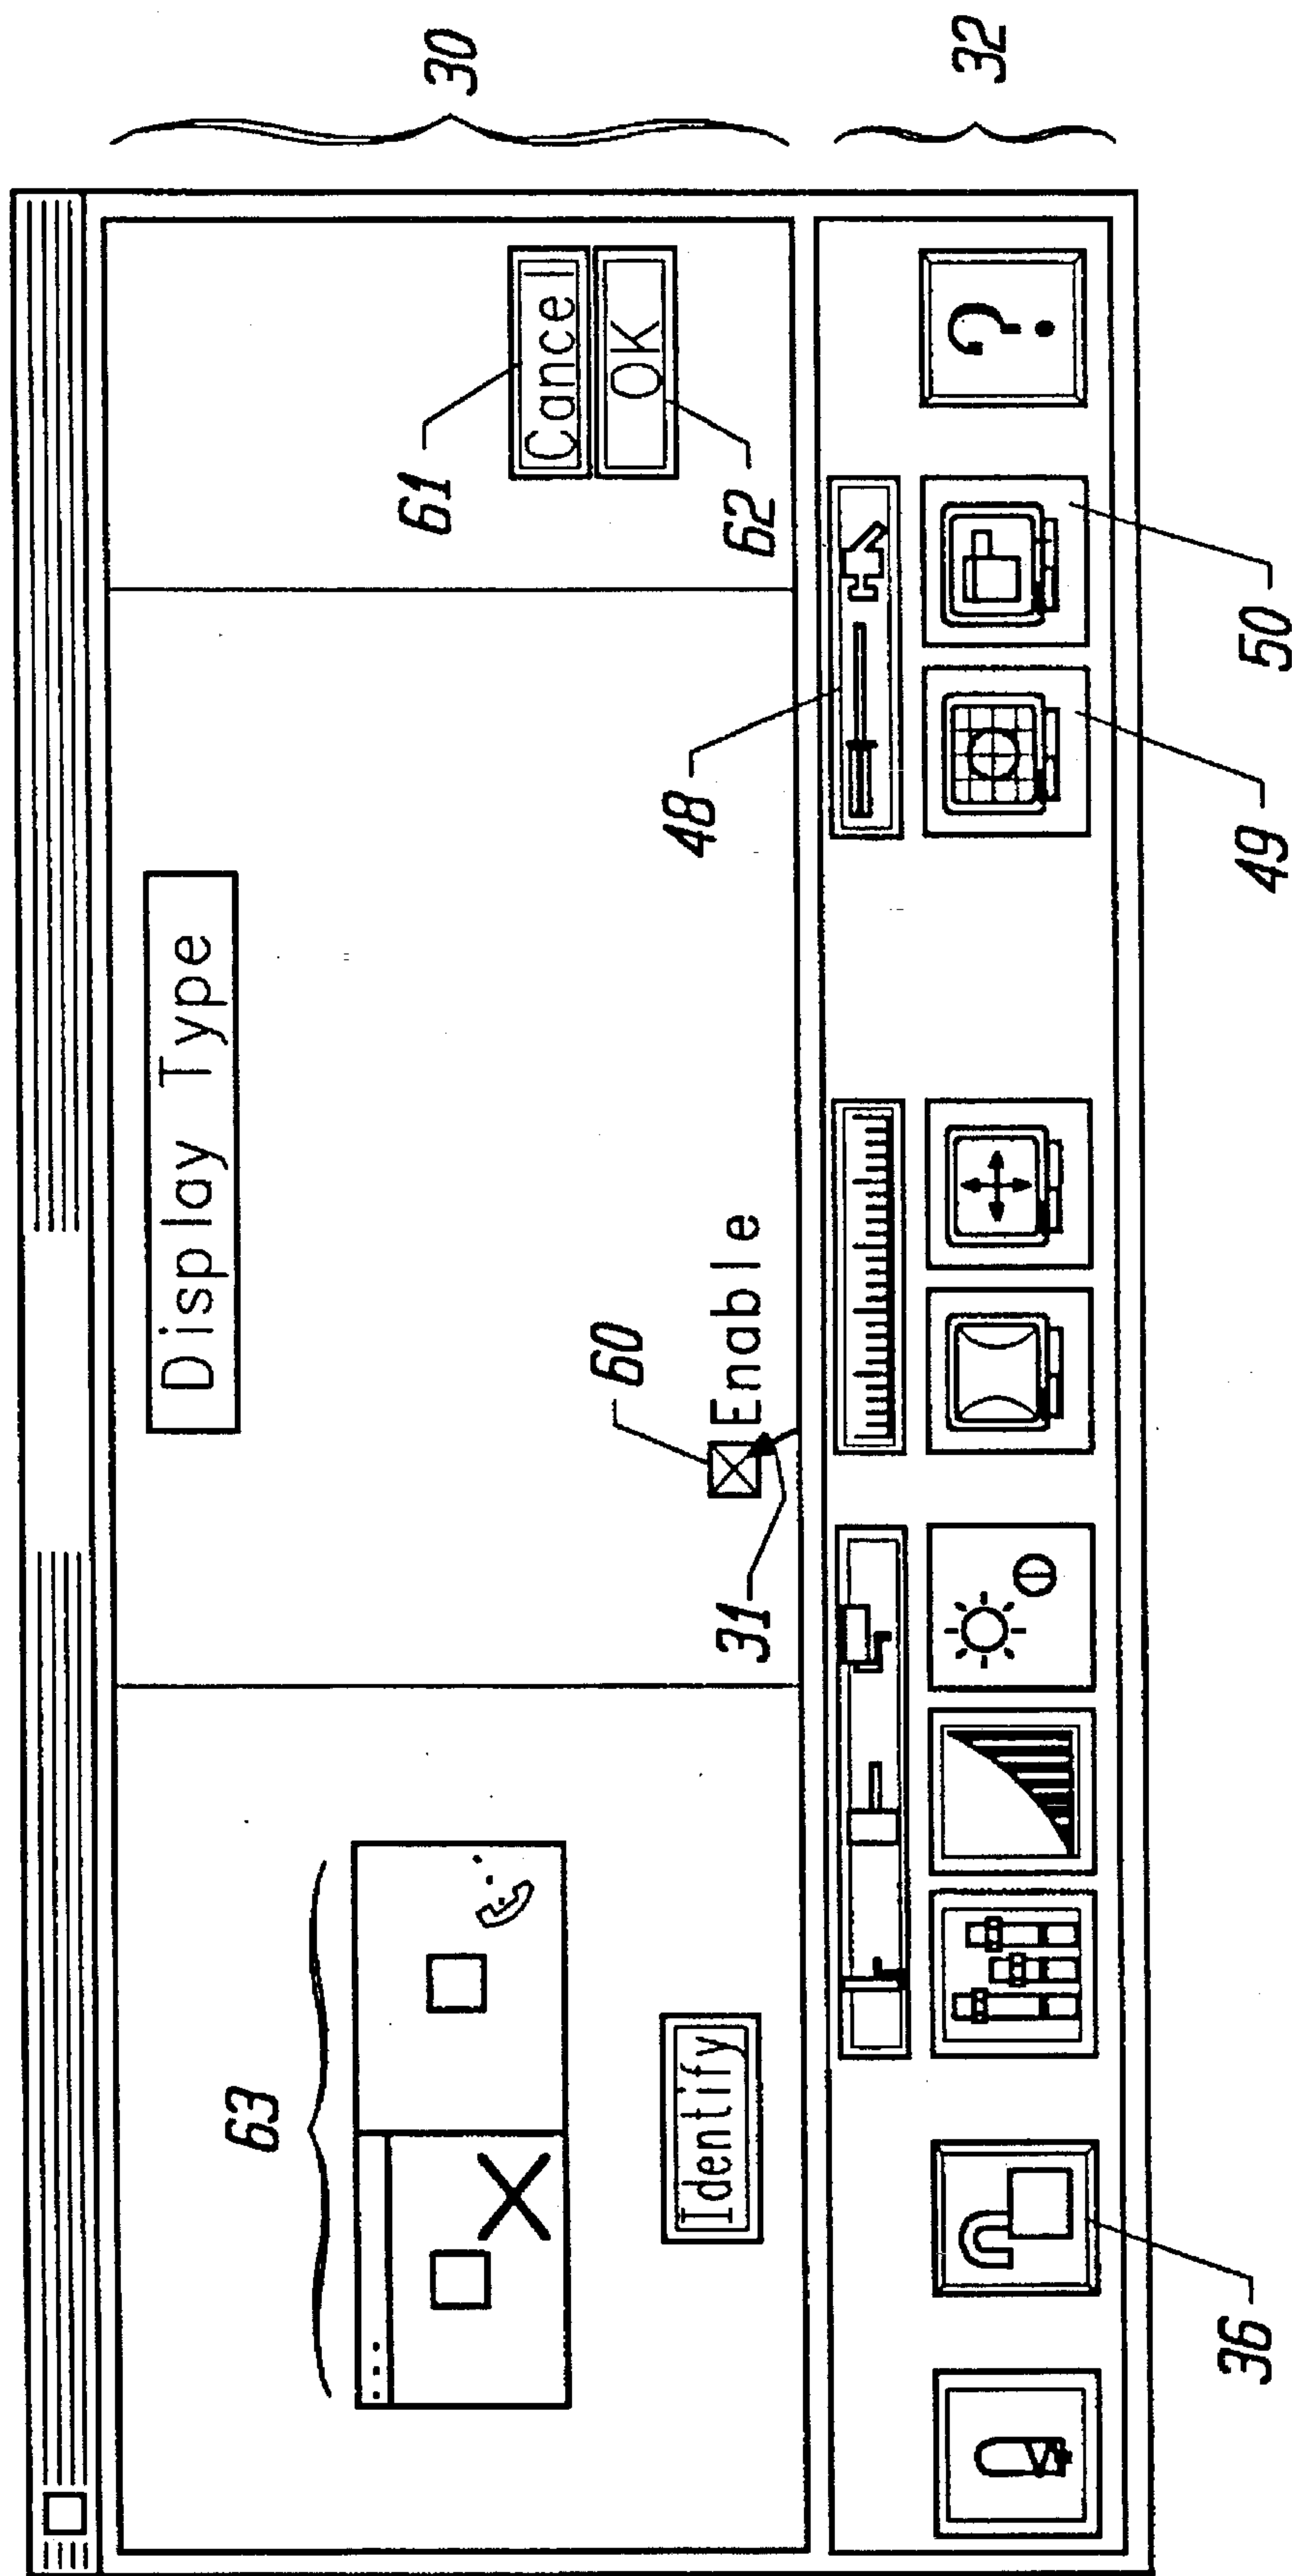 Display Type
30
63
61
Cancel
OK
62
60
Enable
31
Identify
48
32
?
36
49
50